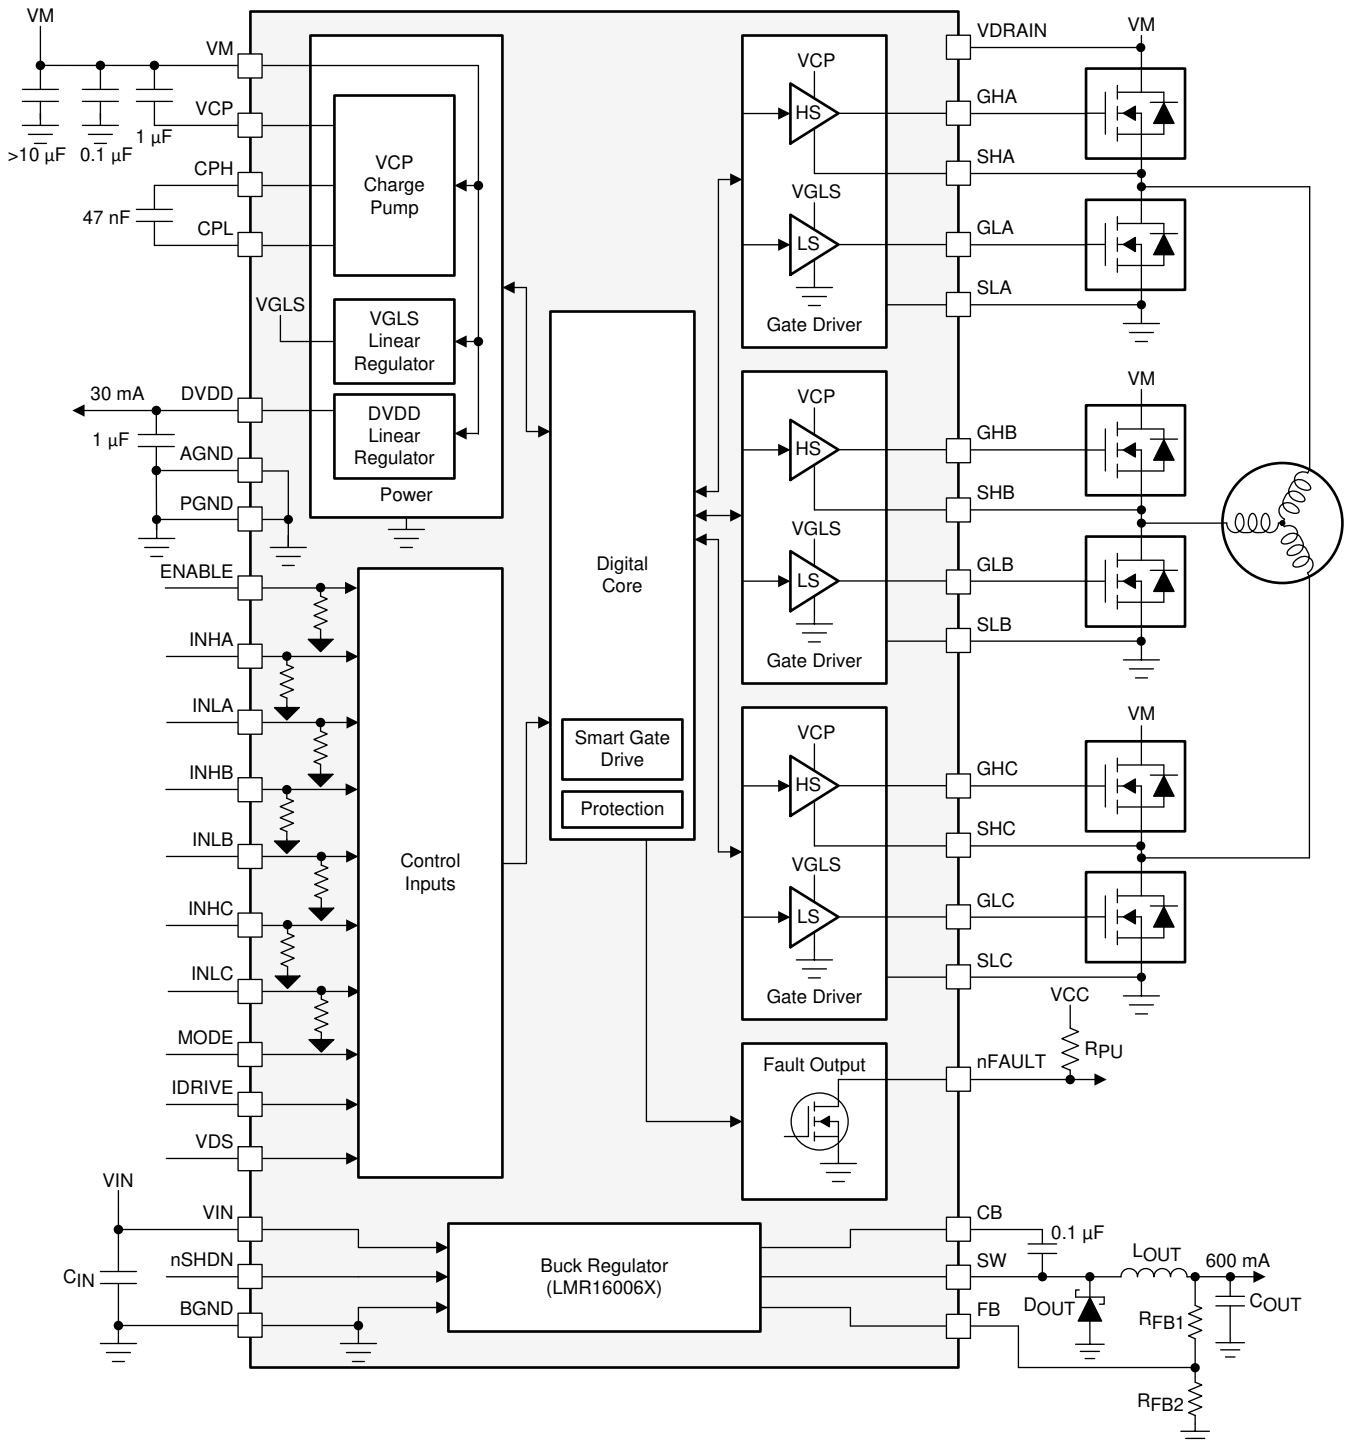 VM
VM
VCP
>10 µF
0.1 µF
1 µF
CPH
47 nF
CPL
VCP
Charge
Pump
VGLS
VGLS
Linear
Regulator
30 mA
DVDD
1 µF
DVDD
Linear
Regulator
AGND
PGND
Power
ENABLE
INHA
INLA
INHB
INLB
INHC
INLC
MODE
IDRIVE
VDS
Control
Inputs
Digital
Core
Smart Gate
Drive
Protection
VCP
HS
VGLS
LS
Gate Driver
VCP
HS
VGLS
LS
Gate Driver
VCP
HS
VGLS
LS
Gate Driver
VDRAIN
VM
GHA
SHA
GLA
SLA
VM
GHB
SHB
GLB
SLB
VM
GHC
SHC
GLC
SLC
VCC
RPU
nFAULT
Fault Output
VIN
VIN
CIN
nSHDN
BGND
Buck Regulator
(LMR16006X)
CB
0.1 µF
SW
LOUT
600 mA
DOUT
COUT
FB
RFB1
RFB2